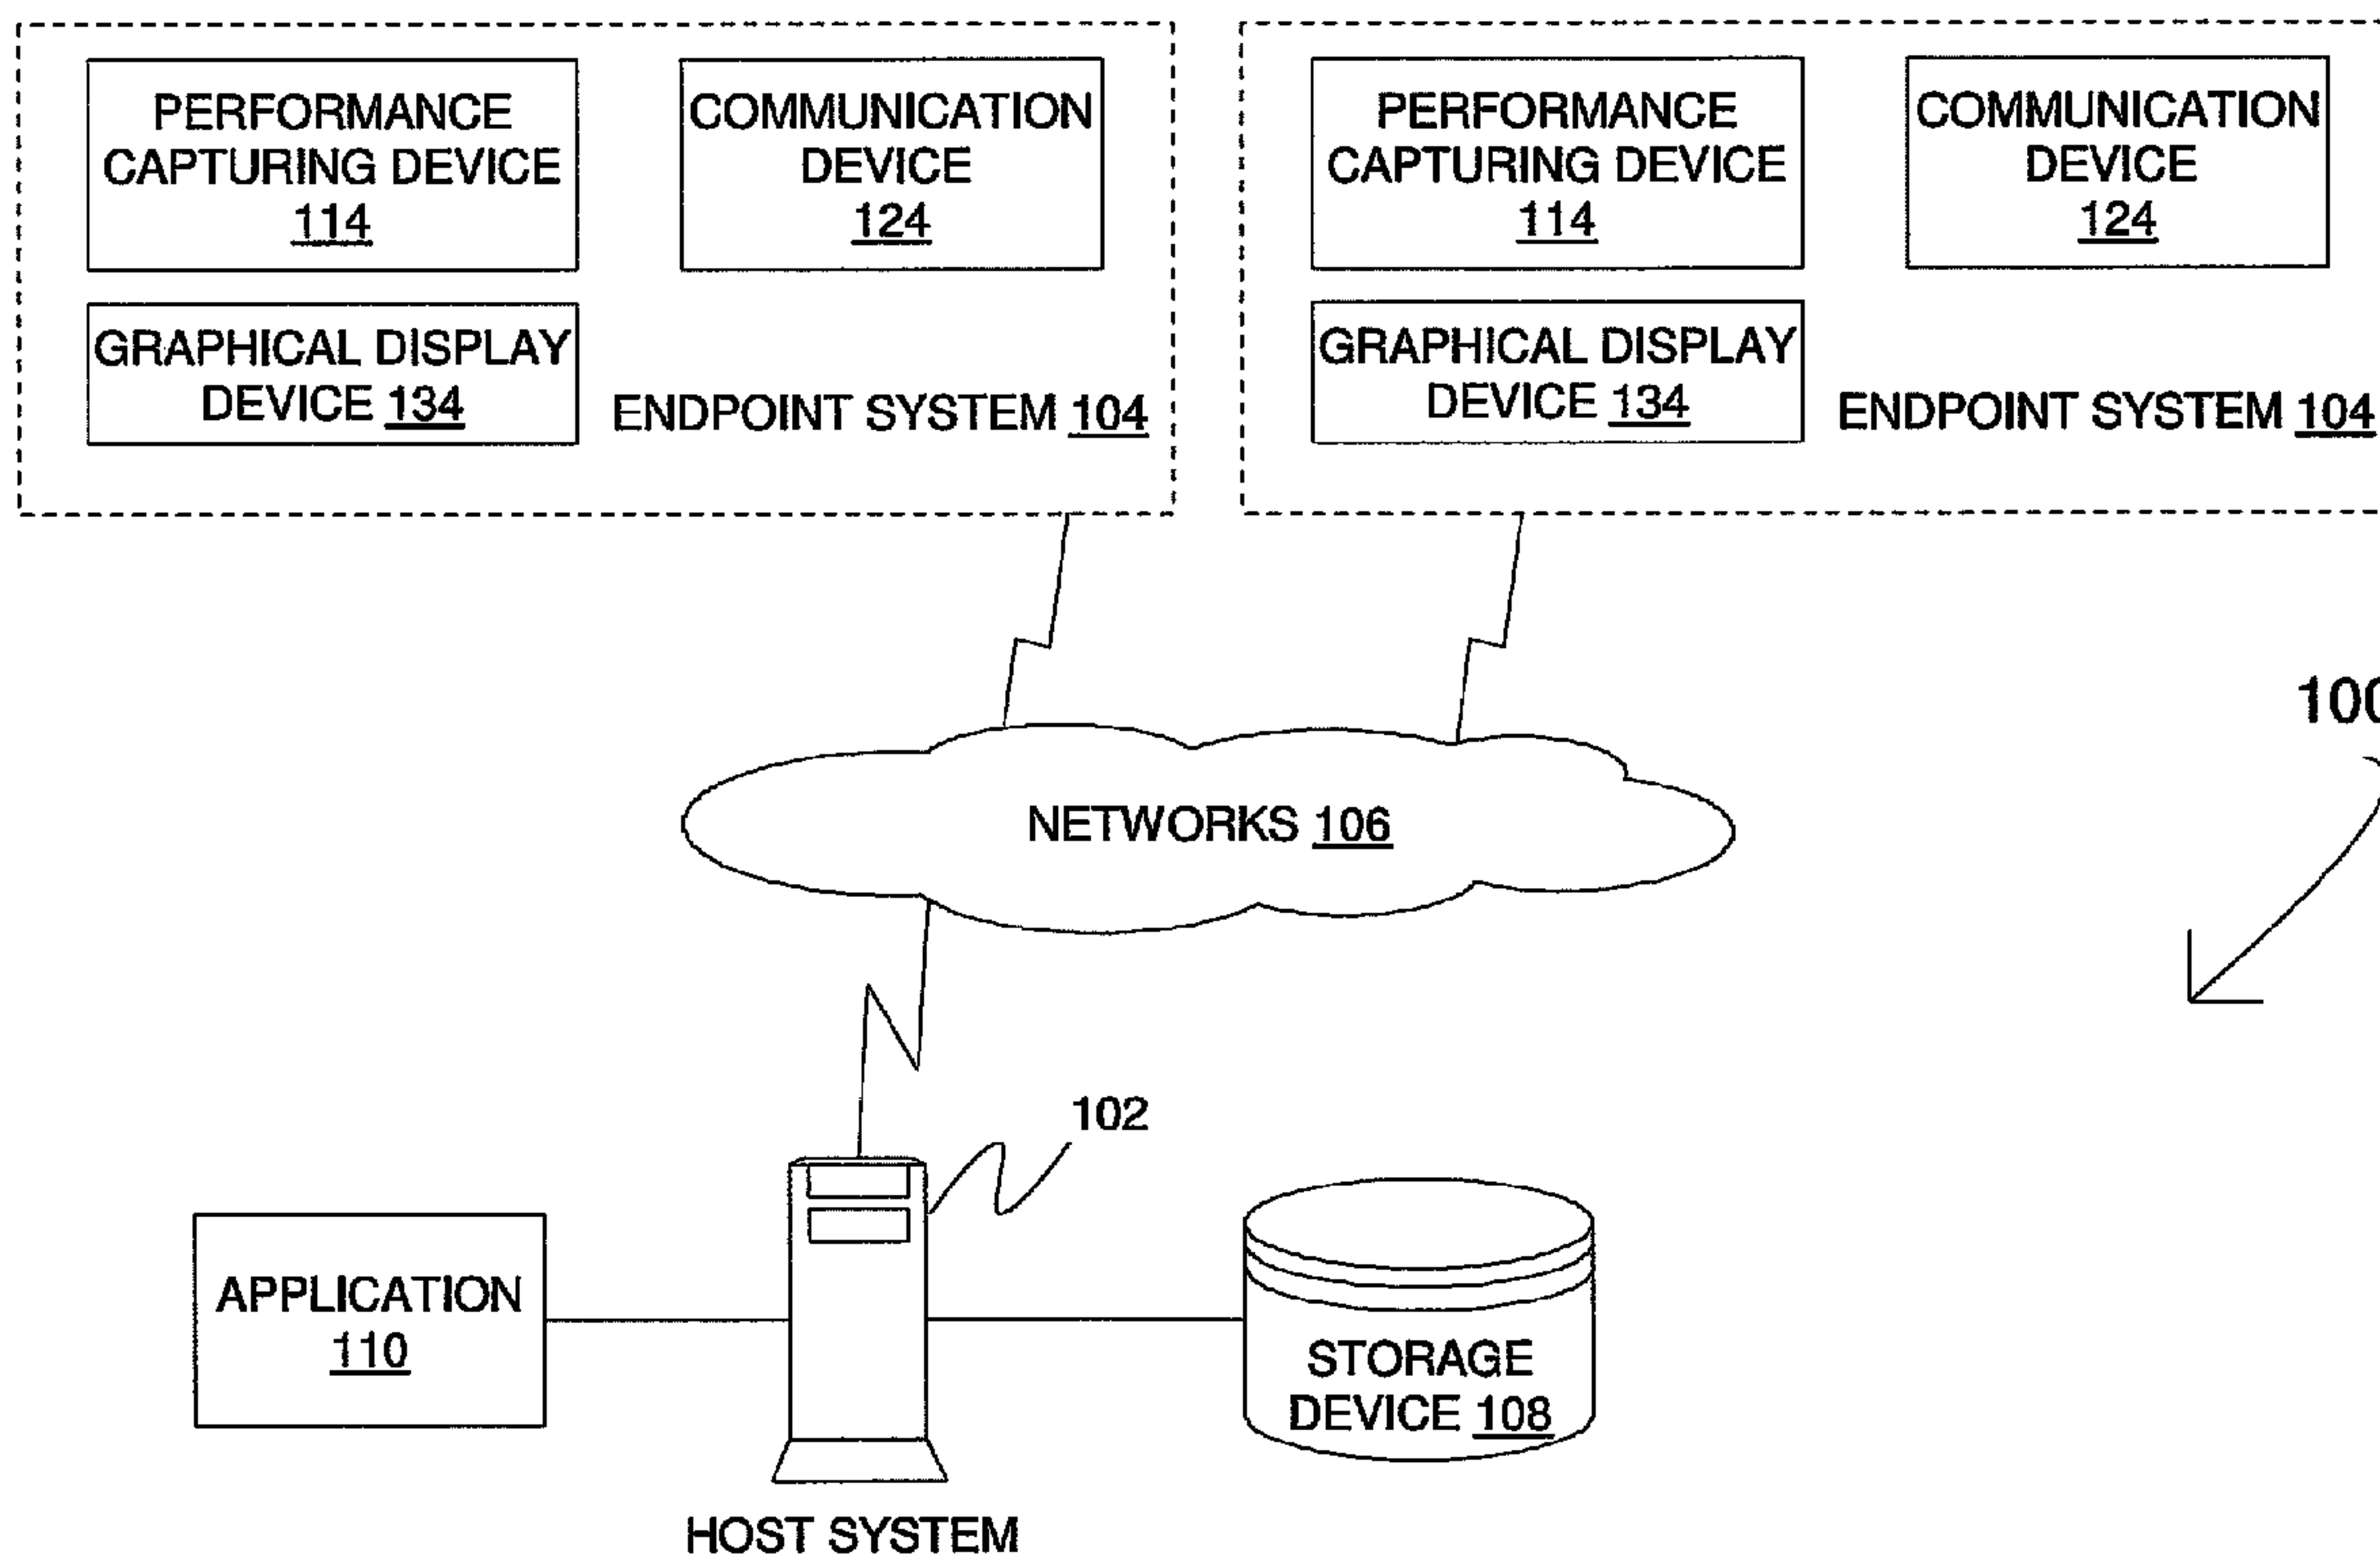 PERFORMANCE
CAPTURING DEVICE
114
COMMUNICATION
DEVICE
124
GRAPHICAL DISPLAY
DEVICE 134
ENDPOINT SYSTEM 104
PERFORMANCE
CAPTURING DEVICE
114
COMMUNICATION
DEVICE
124
GRAPHICAL DISPLAY
DEVICE 134
ENDPOINT SYSTEM 104
100
NETWORKS 106
102
APPLICATION
110
STORAGE
DEVICE 108
HOST SYSTEM